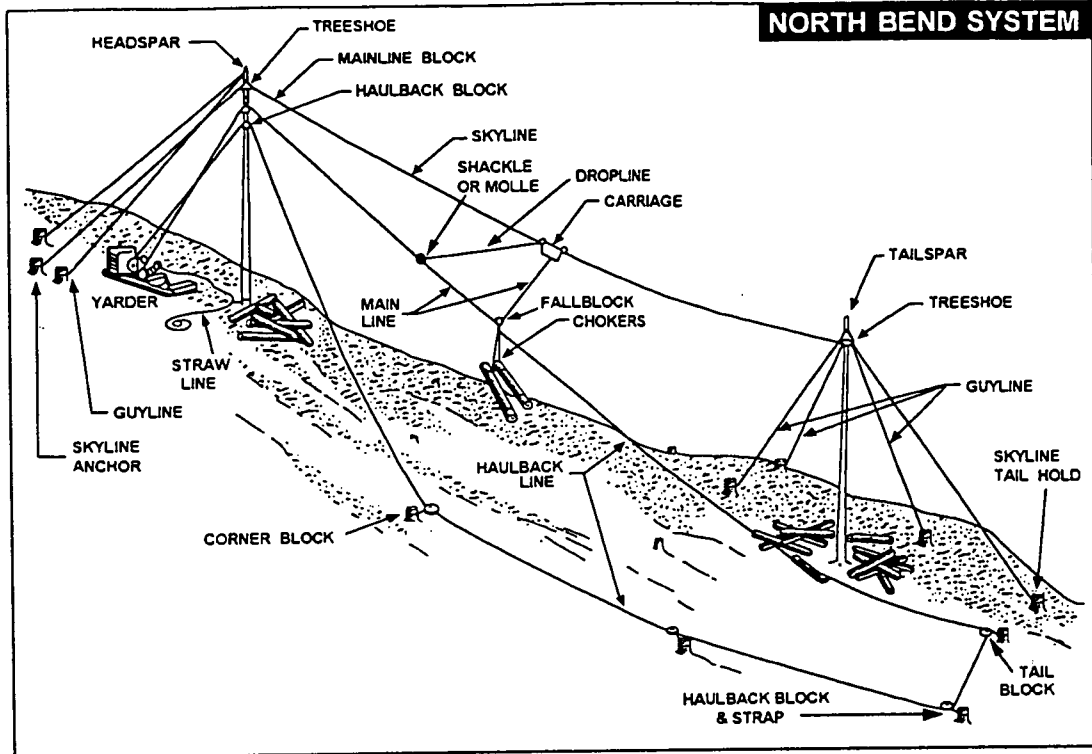 NORTH BEND SYSTEM
TREESHOE
HEADSPAR
MAINLINE BLOCK
HAULBACK BLOCK
SKYLINE
SHACKLE
OR MOLLE
DROPLINE
CARRIAGE
TAILSPAR
TREESHOE
YARDER
MAIN
LINE
FALLBLOCK
CHOKERS
STRAW
LINE
GUYLINE
GUYLINE
SKYLINE
ANCHOR
HAULBACK
LINE
SKYLINE
TAIL HOLD
CORNER BLOCK
TAIL
BLOCK
HAULBACK BLOCK
& STRAP